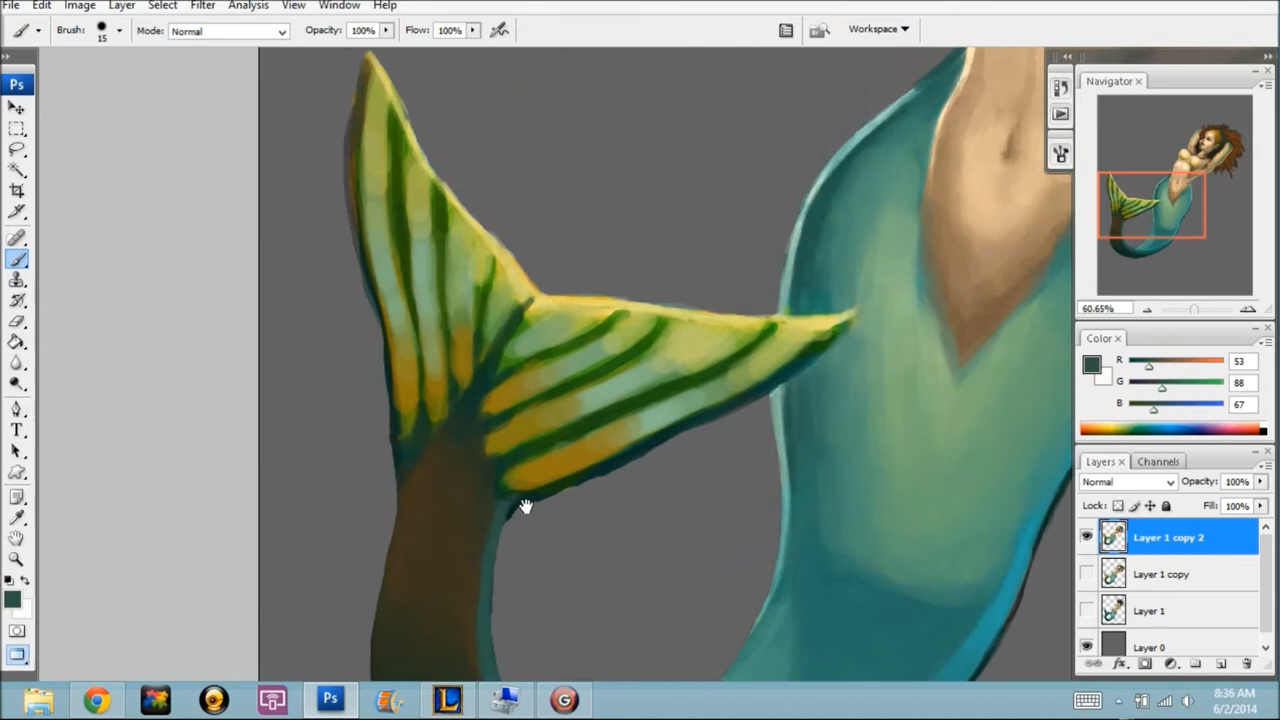 File Edit Image Layer Select Filter Analysis View Window Help
Brush: 15 Mode: Normal Opacity: 100% Flow: 100% Workspace
Ps
Navigator
60.65%
Color
R 53
G 88
B 67
Layers Channels
Normal Opacity: 100%
Lock: Fill: 100%
Layer 1 copy 2
Layer 1 copy
Layer 1
Layer 0
T
Ps L G
8:36 AM
6/2/2014